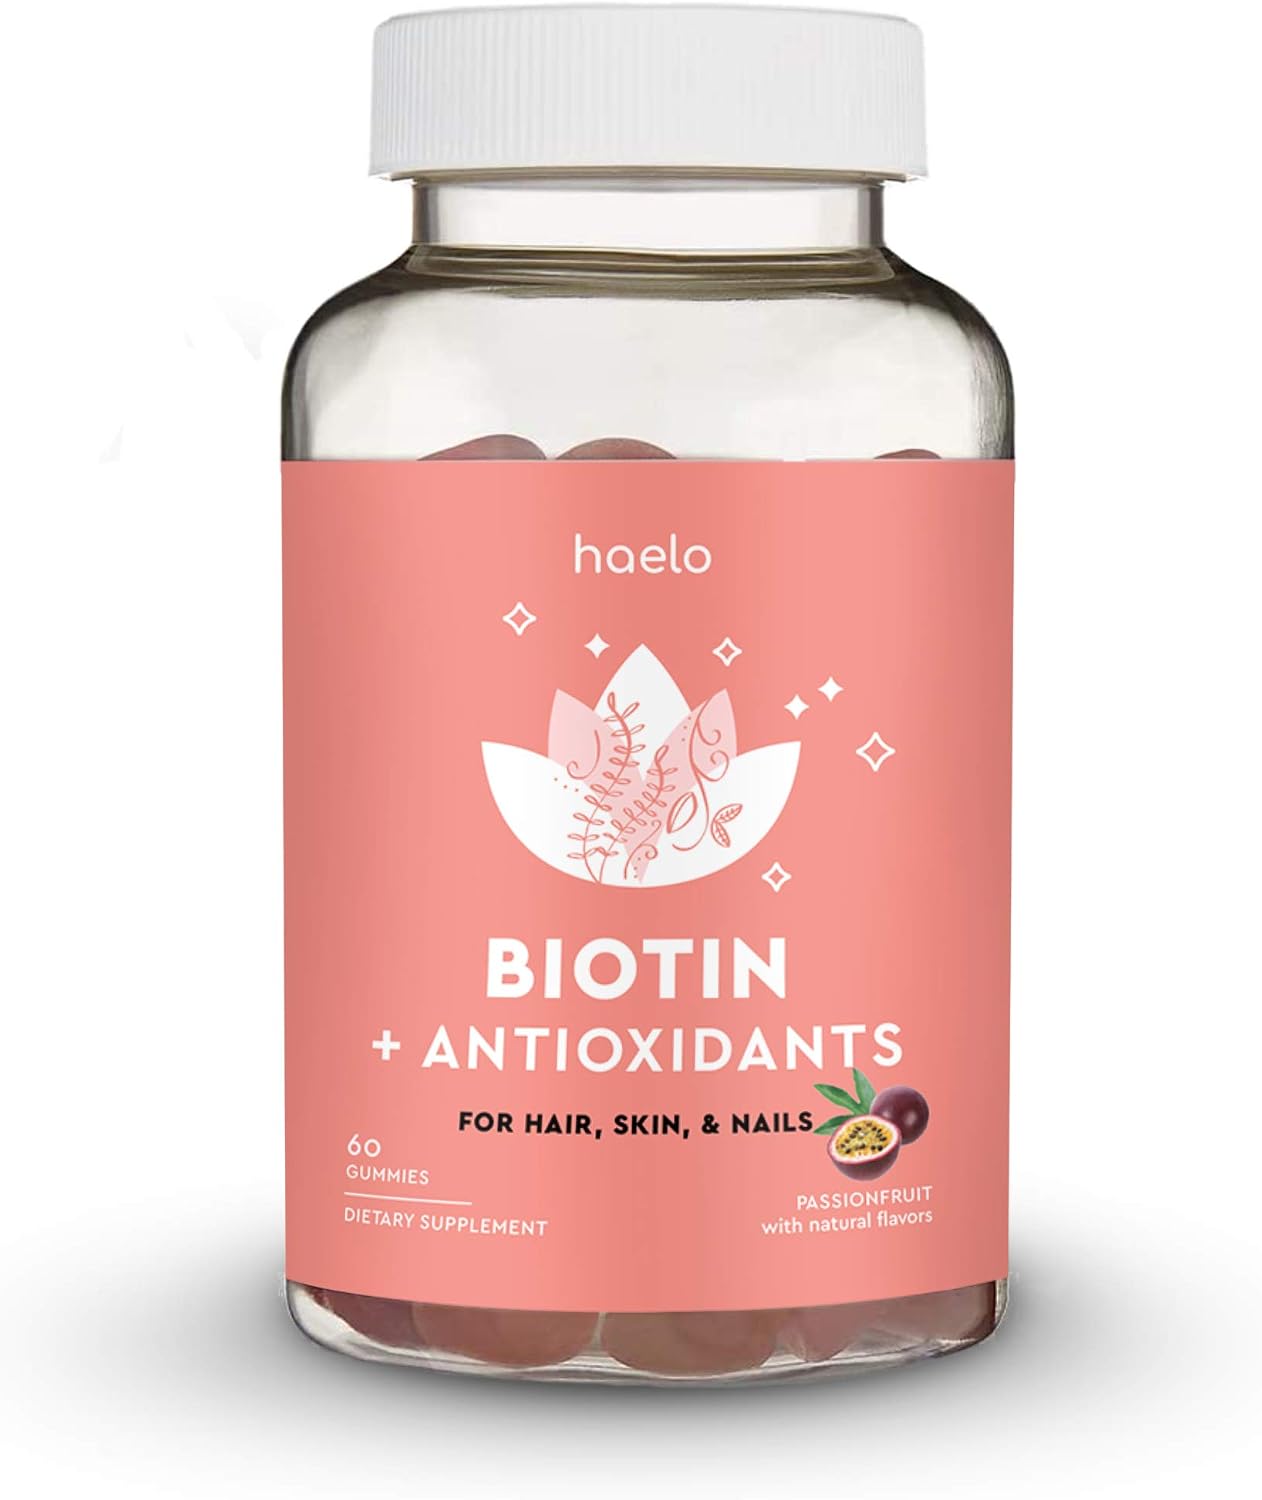 haelo
BIOTIN
+ ANTIOXIDANTS
FOR HAIR, SKIN, & NAILS
60
GUMMIES
DIETARY SUPPLEMENT
PASSIONFRUIT
with natural flavors